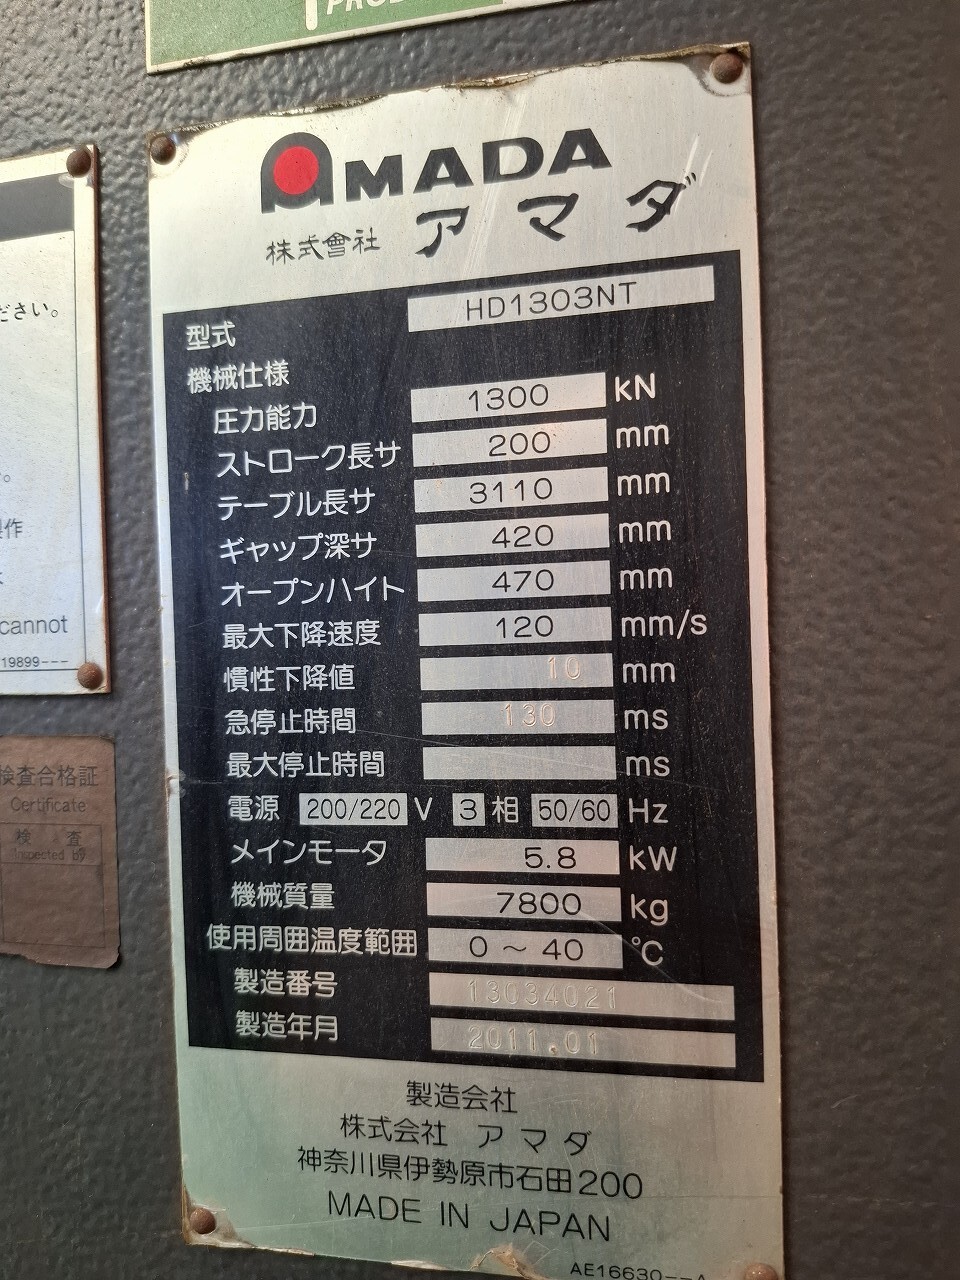 PROD
AMADA
株式會社 アマダ
型式 HD1303NT
機械仕様
圧力能力 1300 kN
ストローク長サ 200 mm
テーブル長サ 3110 mm
ギャップ深サ 420 mm
オープンハイト 470 mm
最大下降速度 120 mm/s
慣性下降値 10 mm
急停止時間 130 ms
最大停止時間 ms
電源 200/220 V 3 相 50/60 Hz
メインモータ 5.8 kW
機械質量 7800 kg
使用周囲温度範囲 0～40 ℃
製造番号 13034021
製造年月 2011.01
製造会社
株式会社 アマダ
神奈川県伊勢原市石田200
MADE IN JAPAN
AE16630--A
ださい。
製作
cannot
19899---
検査合格証
Certificate
検 査
Inspected by